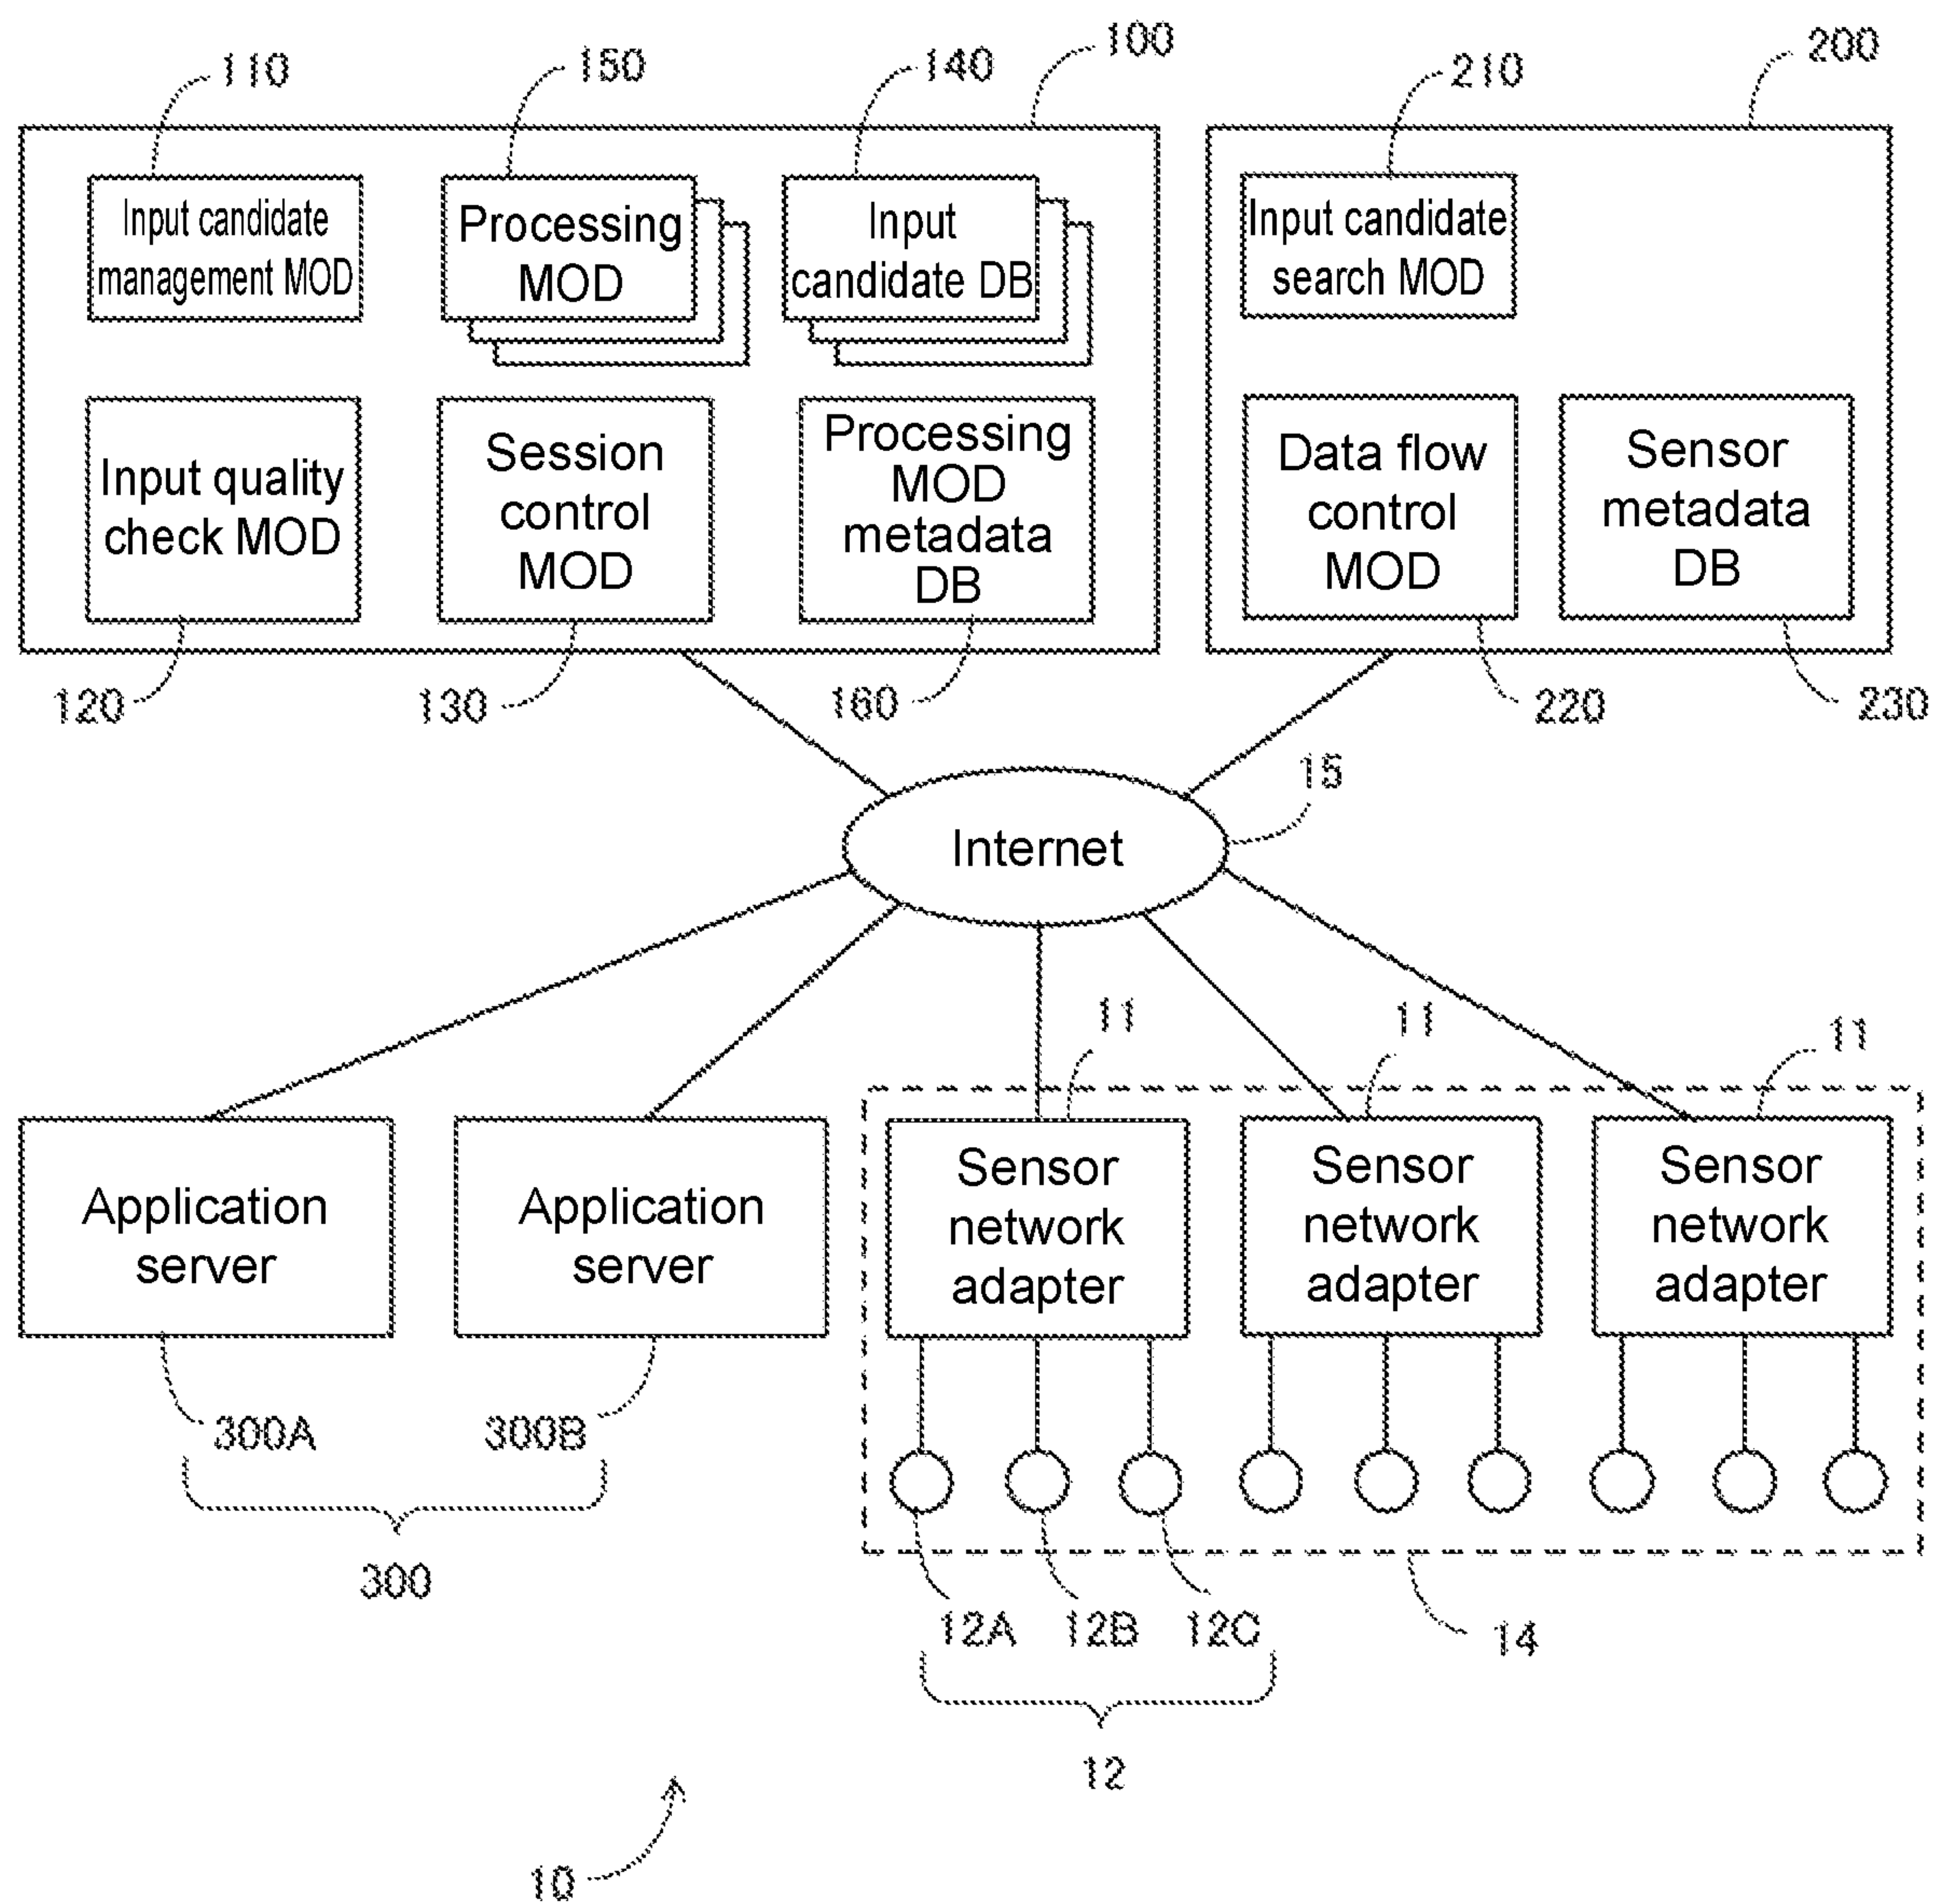 110
150
140
100
210
200
Input candidate
management MOD
Processing
MOD
Input
candidate DB
Input candidate
search MOD
Input quality
check MOD
Session
control
MOD
Processing
MOD
metadata
DB
Data flow
control
MOD
Sensor
metadata
DB
120
130
160
220
230
15
Internet
11
11
11
Application
server
Application
server
Sensor
network
adapter
Sensor
network
adapter
Sensor
network
adapter
300A
300B
300
12A
12B
12C
14
12
10